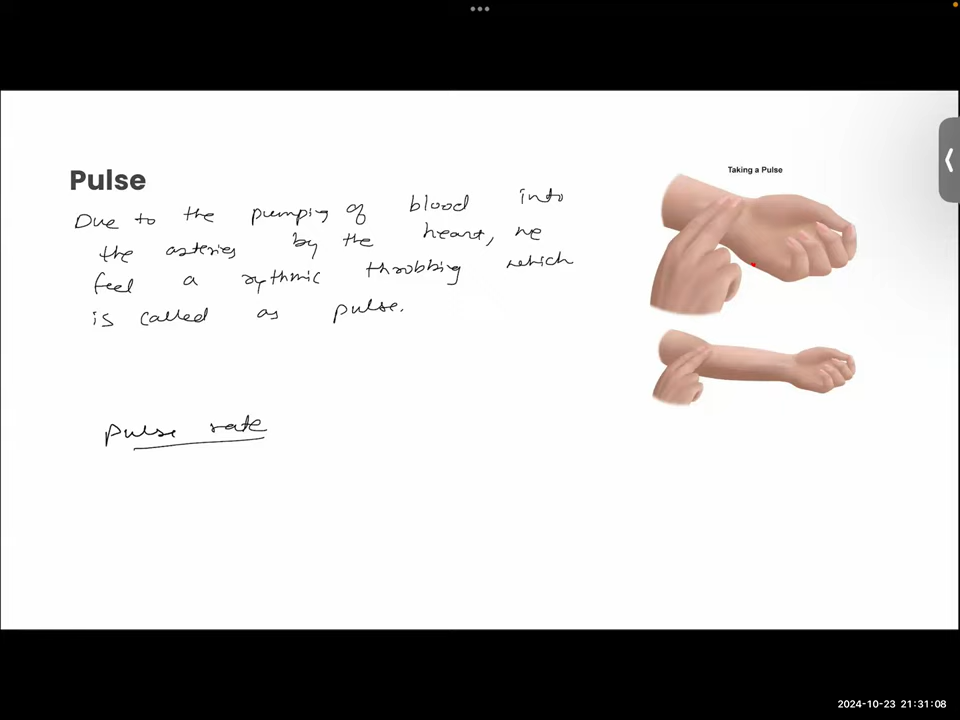 Pulse
Due to the pumping of blood into
the arteries by the heart, we
feel a rythmic throbbing which
is called as pulse.
Pulse rate
Taking a Pulse
2024-10-23 21:31:08